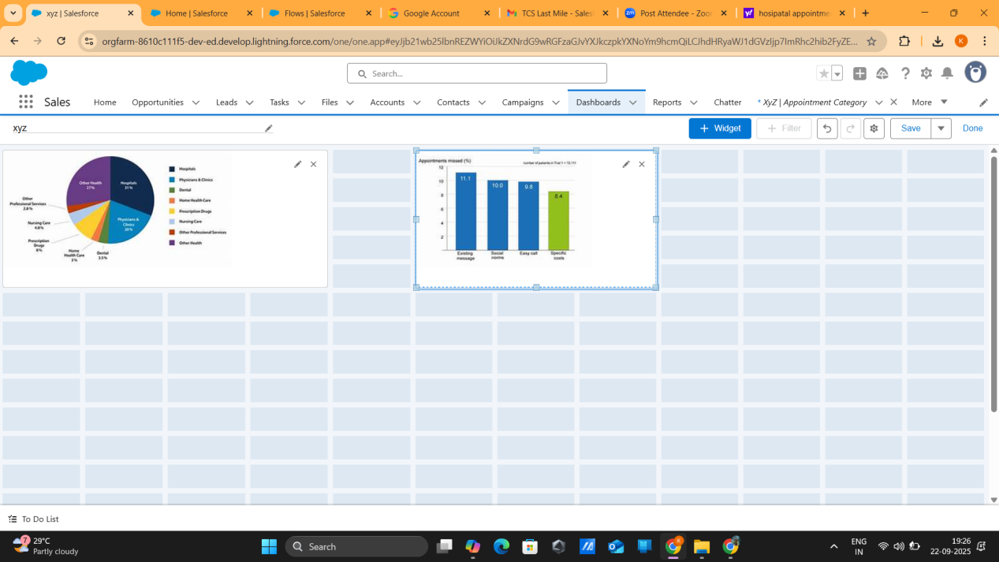 xyz | Salesforce
Home | Salesforce
Flows | Salesforce
Google Account
TCS Last Mile - Sales
Post Attendee - Zoom
hosipatal appointme
orgfarm-8610c111f5-dev-ed.develop.lightning.force.com/one/one.app#eyJjb21wb25lbnREZWYiOiJkZXNrdG9wRGFzaGJvYXJkczpkYXNoYm9hcmQiLCJhdHRyaWJ1dGVzIjp7ImRhc2hib2FyZE...
K
Search...
Sales
Home
Opportunities
Leads
Tasks
Files
Accounts
Contacts
Campaigns
Dashboards
Reports
Chatter
* XyZ | Appointment Category
More
xyz
+ Widget
+ Filter
Save
Done
Other Health
27%
Hospitals
31%
Physicians &
Clinics
20%
Other
Professional Services
2.8%
Nursing Care
4.8%
Prescription
Drugs
8%
Home
Health Care
3%
Dental
3.5%
Hospitals
Physicians & Clinics
Dental
Home Health Care
Prescription Drugs
Nursing Care
Other Professional Services
Other Health
Appointments missed (%)
number of patients in Trial 1 = 10,111
12
10
8
6
4
2
11.1
10.0
9.8
8.4
Existing
message
Social
norms
Easy call
Specific
costs
To Do List
7
29°C
Partly cloudy
Search
ENG
IN
19:26
22-09-2025